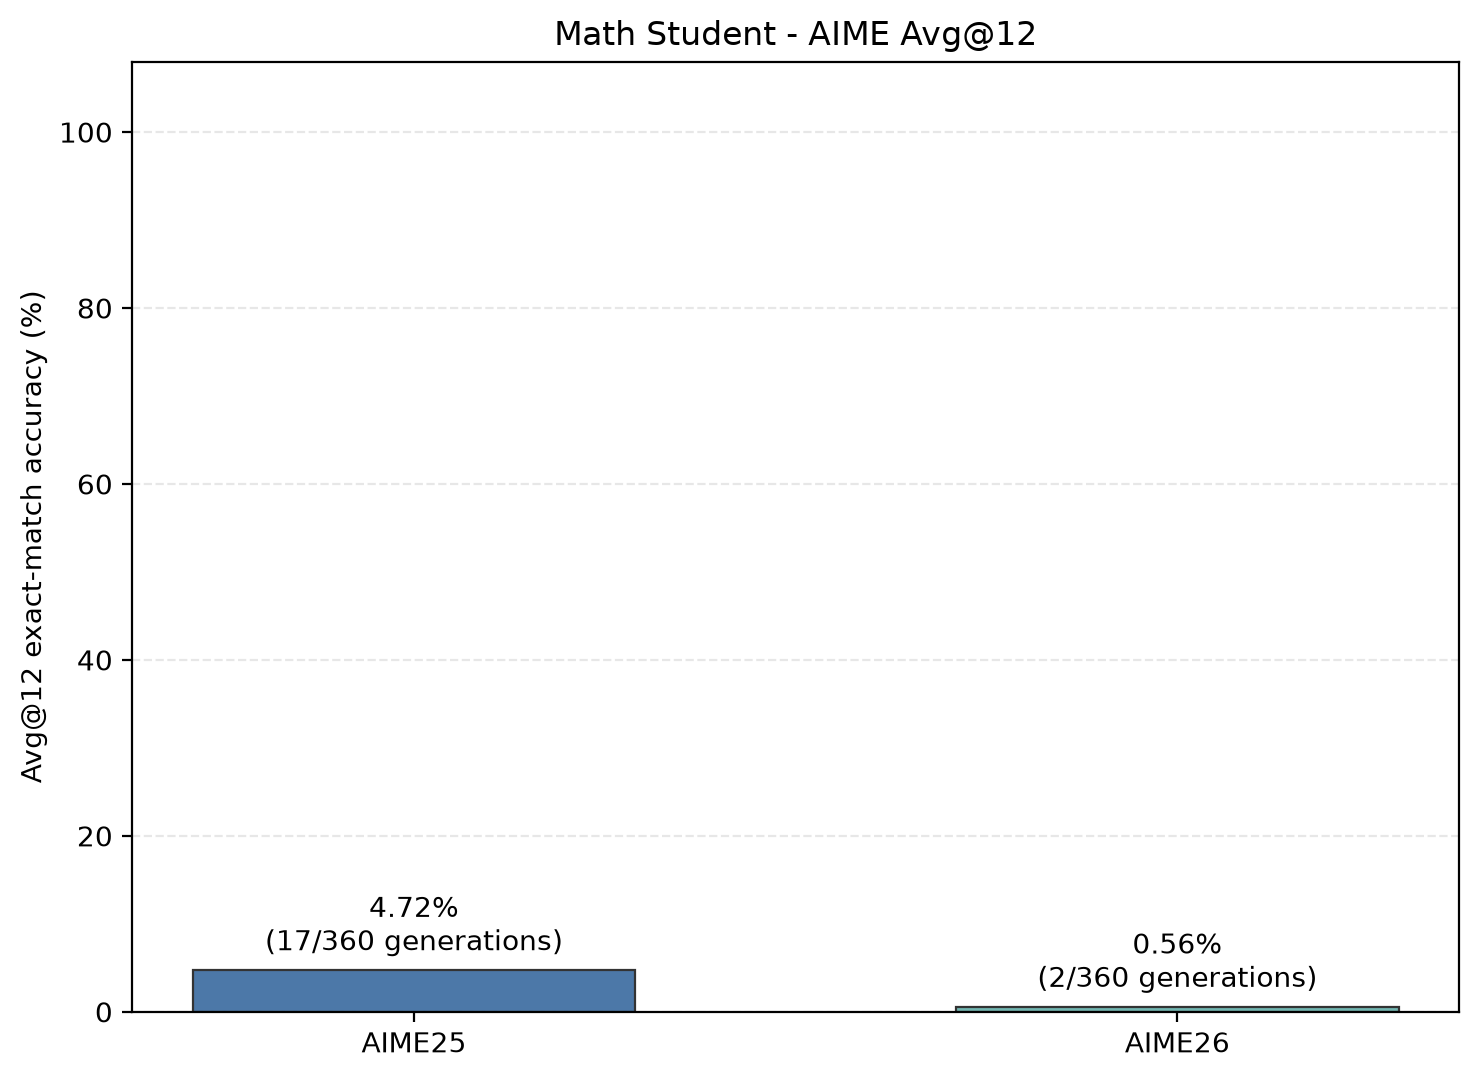 Math Student - AIME Avg@12
Avg@12 exact-match accuracy (%)
100
80
60
40
20
0
4.72%
(17/360 generations)
0.56%
(2/360 generations)
AIME25
AIME26